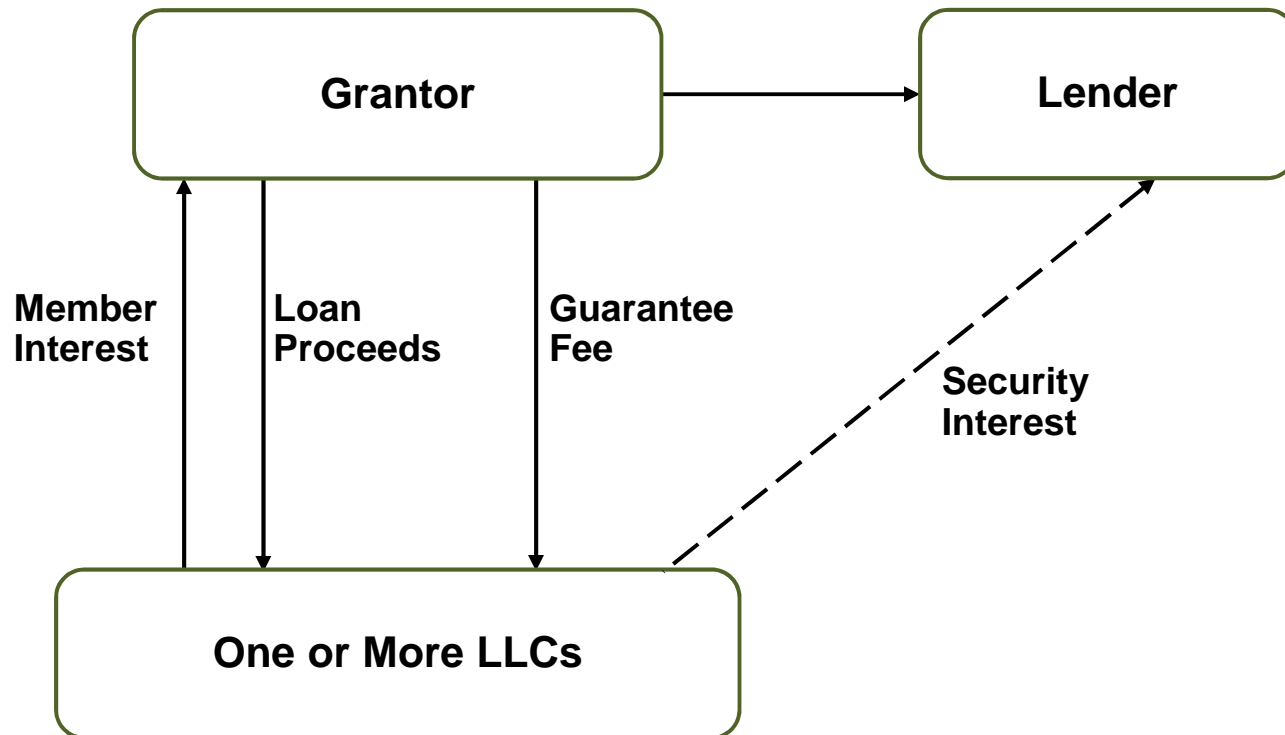 Grantor
Lender
Member
Interest
Loan
Proceeds
Guarantee
Fee
Security
Interest
One or More LLCs